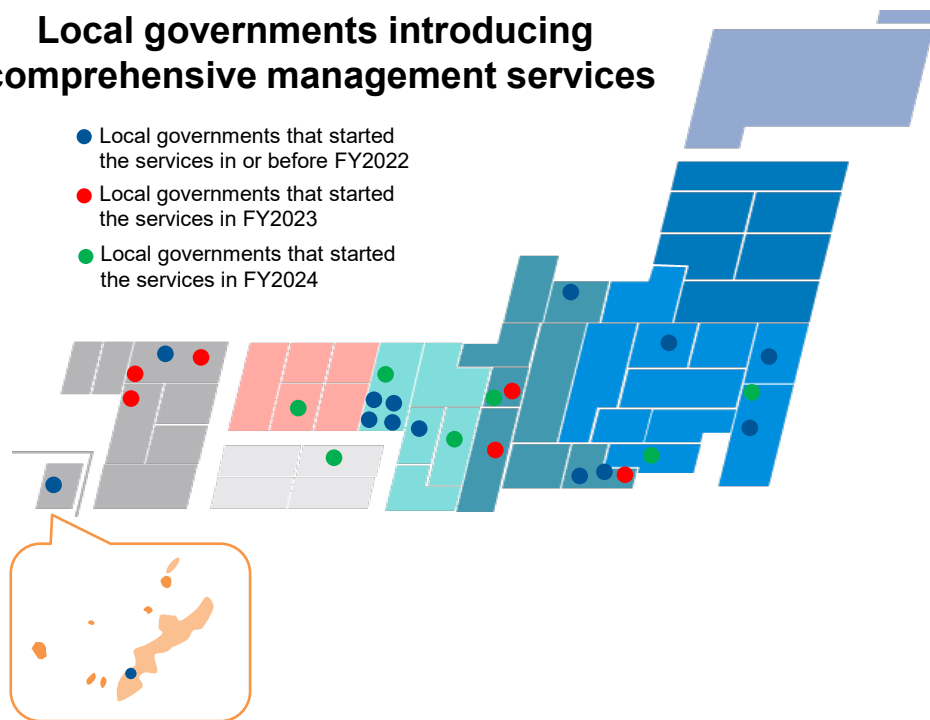 Local governments introducing
comprehensive management services
Local governments that started
the services in or before FY2022
Local governments that started
the services in FY2023
Local governments that started
the services in FY2024